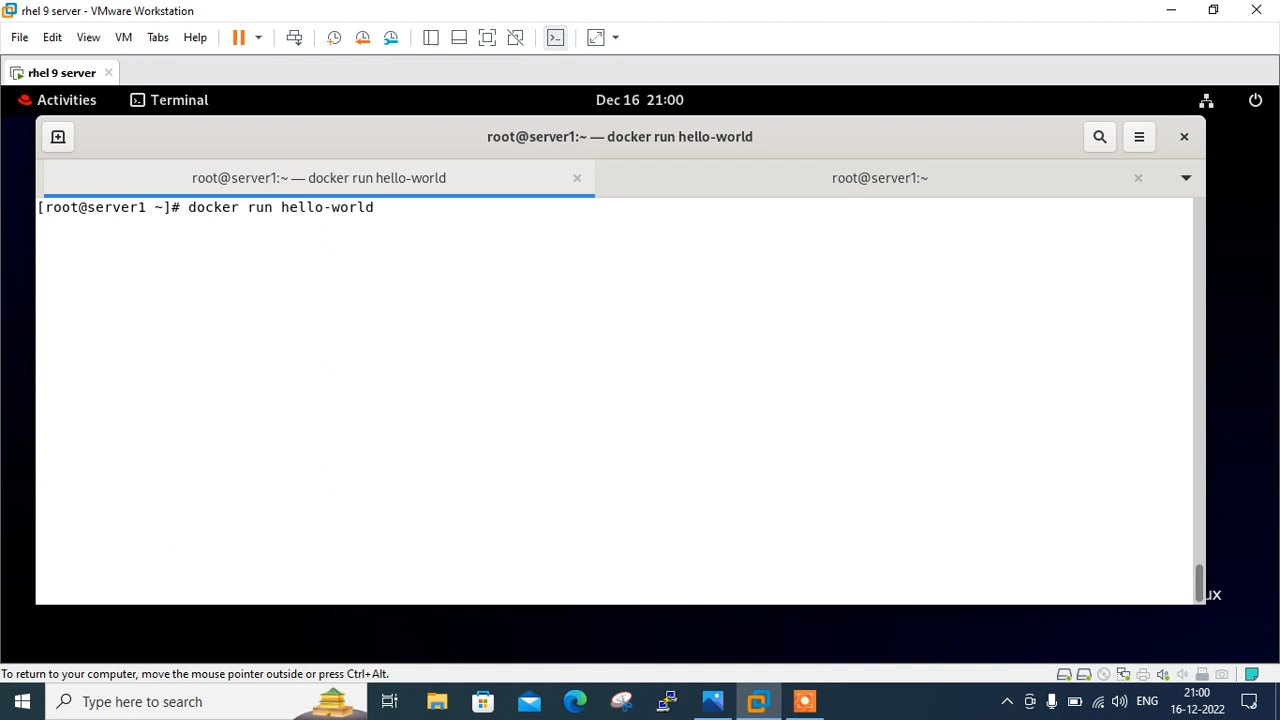 rhel 9 server - VMware Workstation
File Edit View VM Tabs Help
rhel 9 server
Activities Terminal Dec 16 21:00
root@server1:~ — docker run hello-world
root@server1:~ — docker run hello-world root@server1:~
[root@server1 ~]# docker run hello-world
ux
To return to your computer, move the mouse pointer outside or press Ctrl+Alt.
Type here to search
ENG
21:00
16-12-2022